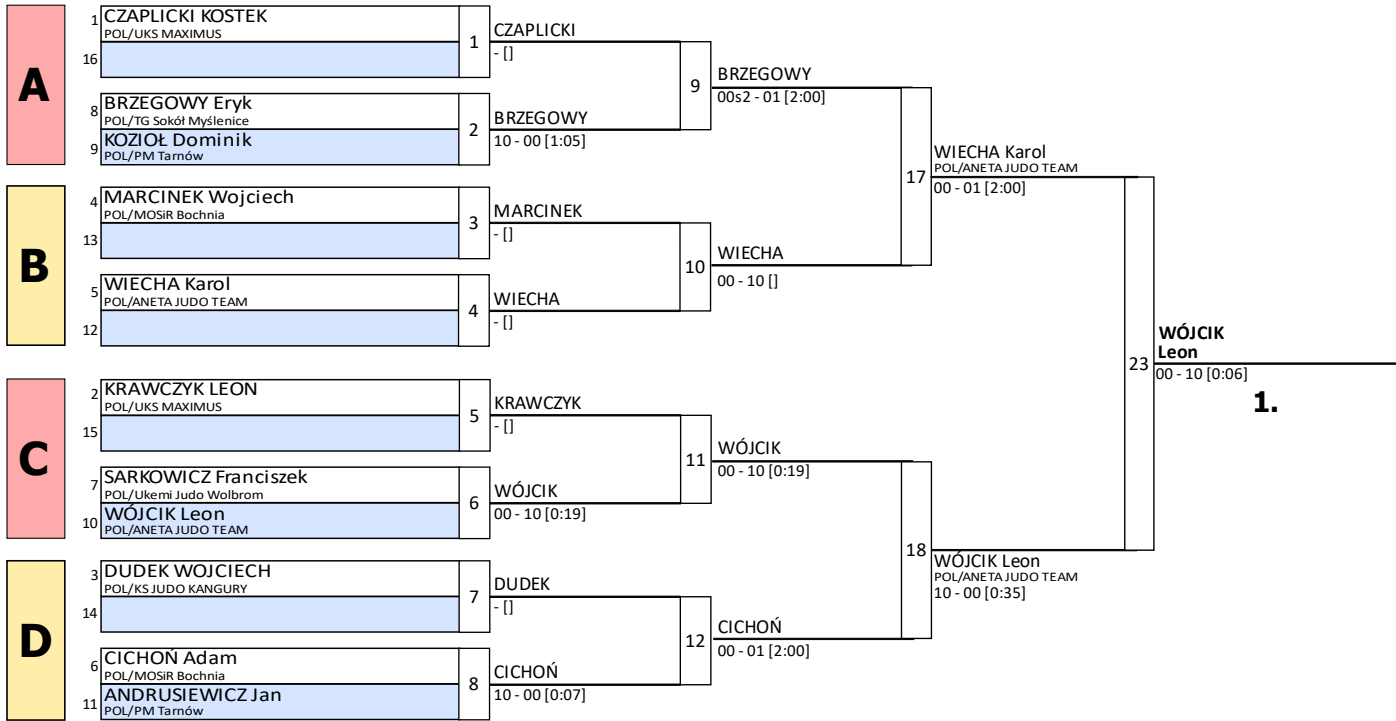 A
1 CZAPLICKI KOSTEK
POL/UKS MAXIMUS
16
1
8 BRZEGOWY Eryk
POL/TG Sokół Myślenice
9 KOZIOŁ Dominik
POL/PM Tarnów
2
B
4 MARCINEK Wojciech
POL/MOSiR Bochnia
13
3
5 WIECHA Karol
POL/ANETA JUDO TEAM
12
4
C
2 KRAWCZYK LEON
POL/UKS MAXIMUS
15
5
7 SARKOWICZ Franciszek
POL/Ukemi Judo Wolbrom
10 WÓJCIK Leon
POL/ANETA JUDO TEAM
6
D
3 DUDEK WOJCIECH
POL/KS JUDO KANGURY
14
7
6 CICHOŃ Adam
POL/MOSiR Bochnia
11 ANDRUSIEWICZ Jan
POL/PM Tarnów
8
CZAPLICKI
- []
9
BRZEGOWY
10 - 00 [1:05]
MARCINEK
- []
10
WIECHA
- []
KRAWCZYK
- []
11
WÓJCIK
00 - 10 [0:19]
DUDEK
- []
12
CICHOŃ
10 - 00 [0:07]
BRZEGOWY
00s2 - 01 [2:00]
17
WIECHA
00 - 10 []
WÓJCIK
00 - 10 [0:19]
18
CICHOŃ
00 - 01 [2:00]
WIECHA Karol
POL/ANETA JUDO TEAM
00 - 01 [2:00]
23
WÓJCIK Leon
POL/ANETA JUDO TEAM
10 - 00 [0:35]
WÓJCIK
Leon
00 - 10 [0:06]
1.